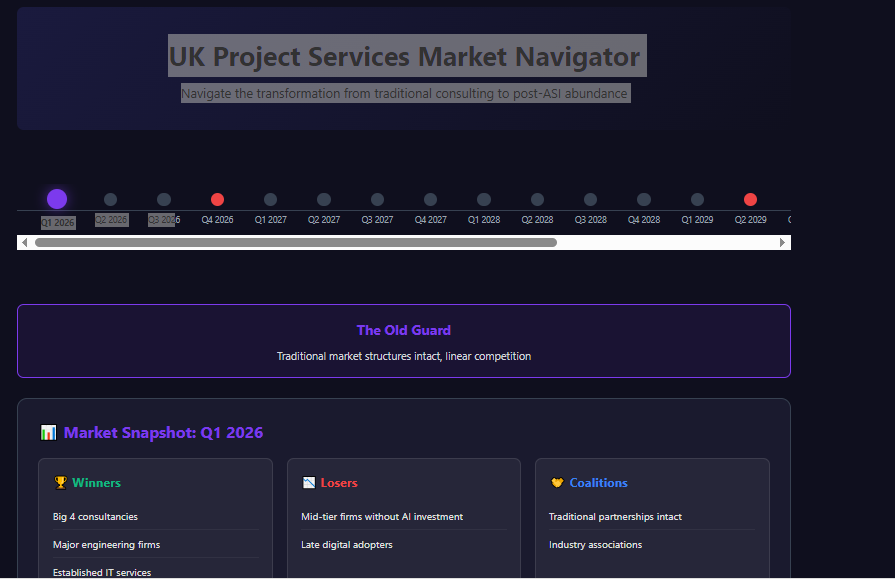 UK Project Services Market Navigator
Navigate the transformation from traditional consulting to post-ASI abundance
Q1 2026 Q2 2026 Q3 2026 Q4 2026 Q1 2027 Q2 2027 Q3 2027 Q4 2027 Q1 2028 Q2 2028 Q3 2028 Q4 2028 Q1 2029 Q2 2029
The Old Guard
Traditional market structures intact, linear competition
📊 Market Snapshot: Q1 2026
🏆 Winners
Big 4 consultancies
Major engineering firms
Established IT services
📉 Losers
Mid-tier firms without AI investment
Late digital adopters
🤝 Coalitions
Traditional partnerships intact
Industry associations